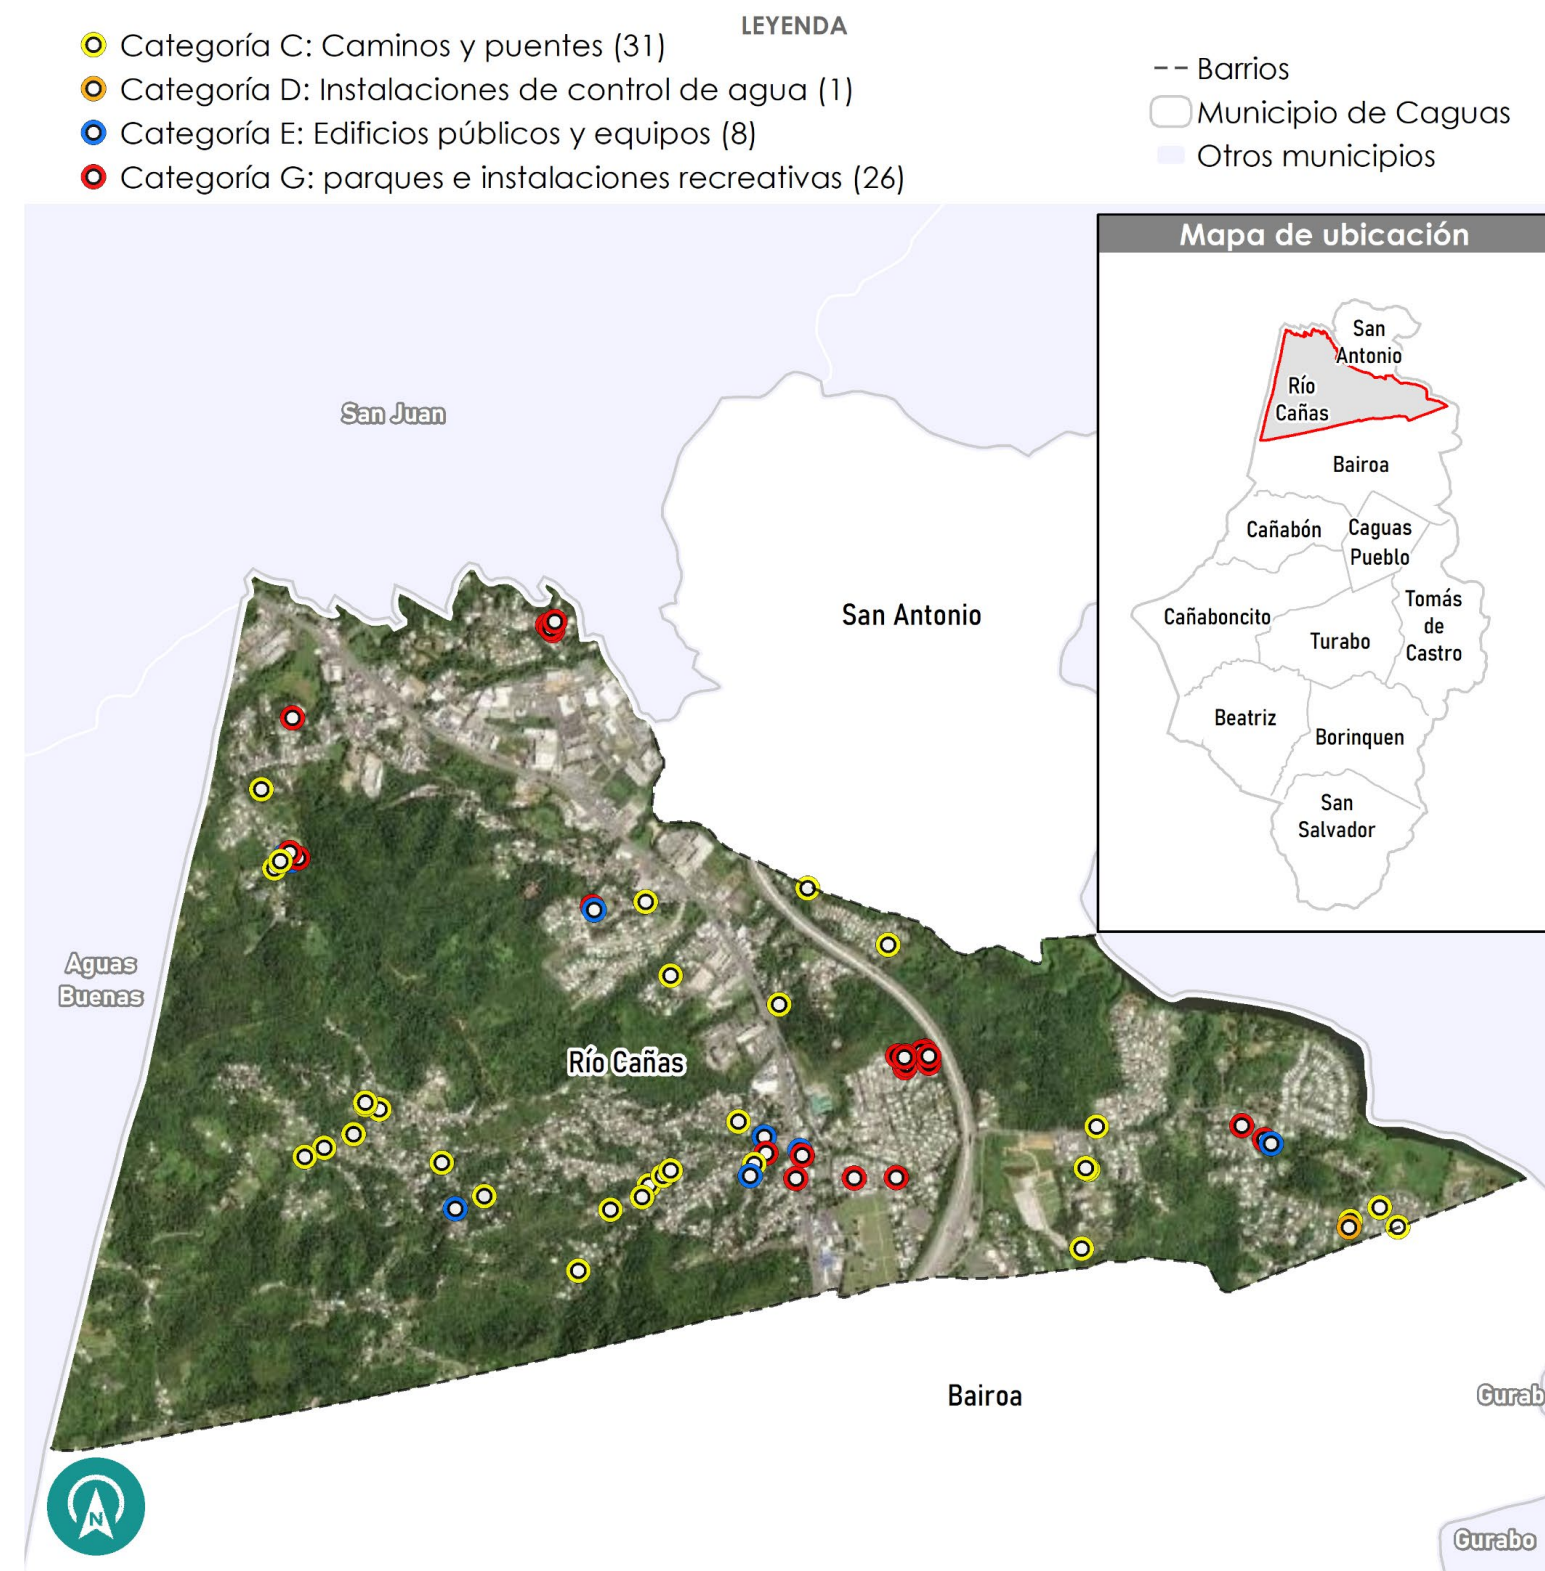 LEYENDA
Categoría C: Caminos y puentes (31)
Categoría D: Instalaciones de control de agua (1)
Categoría E: Edificios públicos y equipos (8)
Categoría G: parques e instalaciones recreativas (26)
Barrios
Municipio de Caguas
Otros municipios
Mapa de ubicación
San
Antonio
Río
Cañas
Bairoa
Cañabón
Caguas
Pueblo
Cañaboncito
Tomás
de
Castro
Turabo
Beatriz
Borinquen
San
Salvador
San Juan
San Antonio
Aguas
Buenas
Río Cañas
Bairoa
Gurab
Gurabo
N